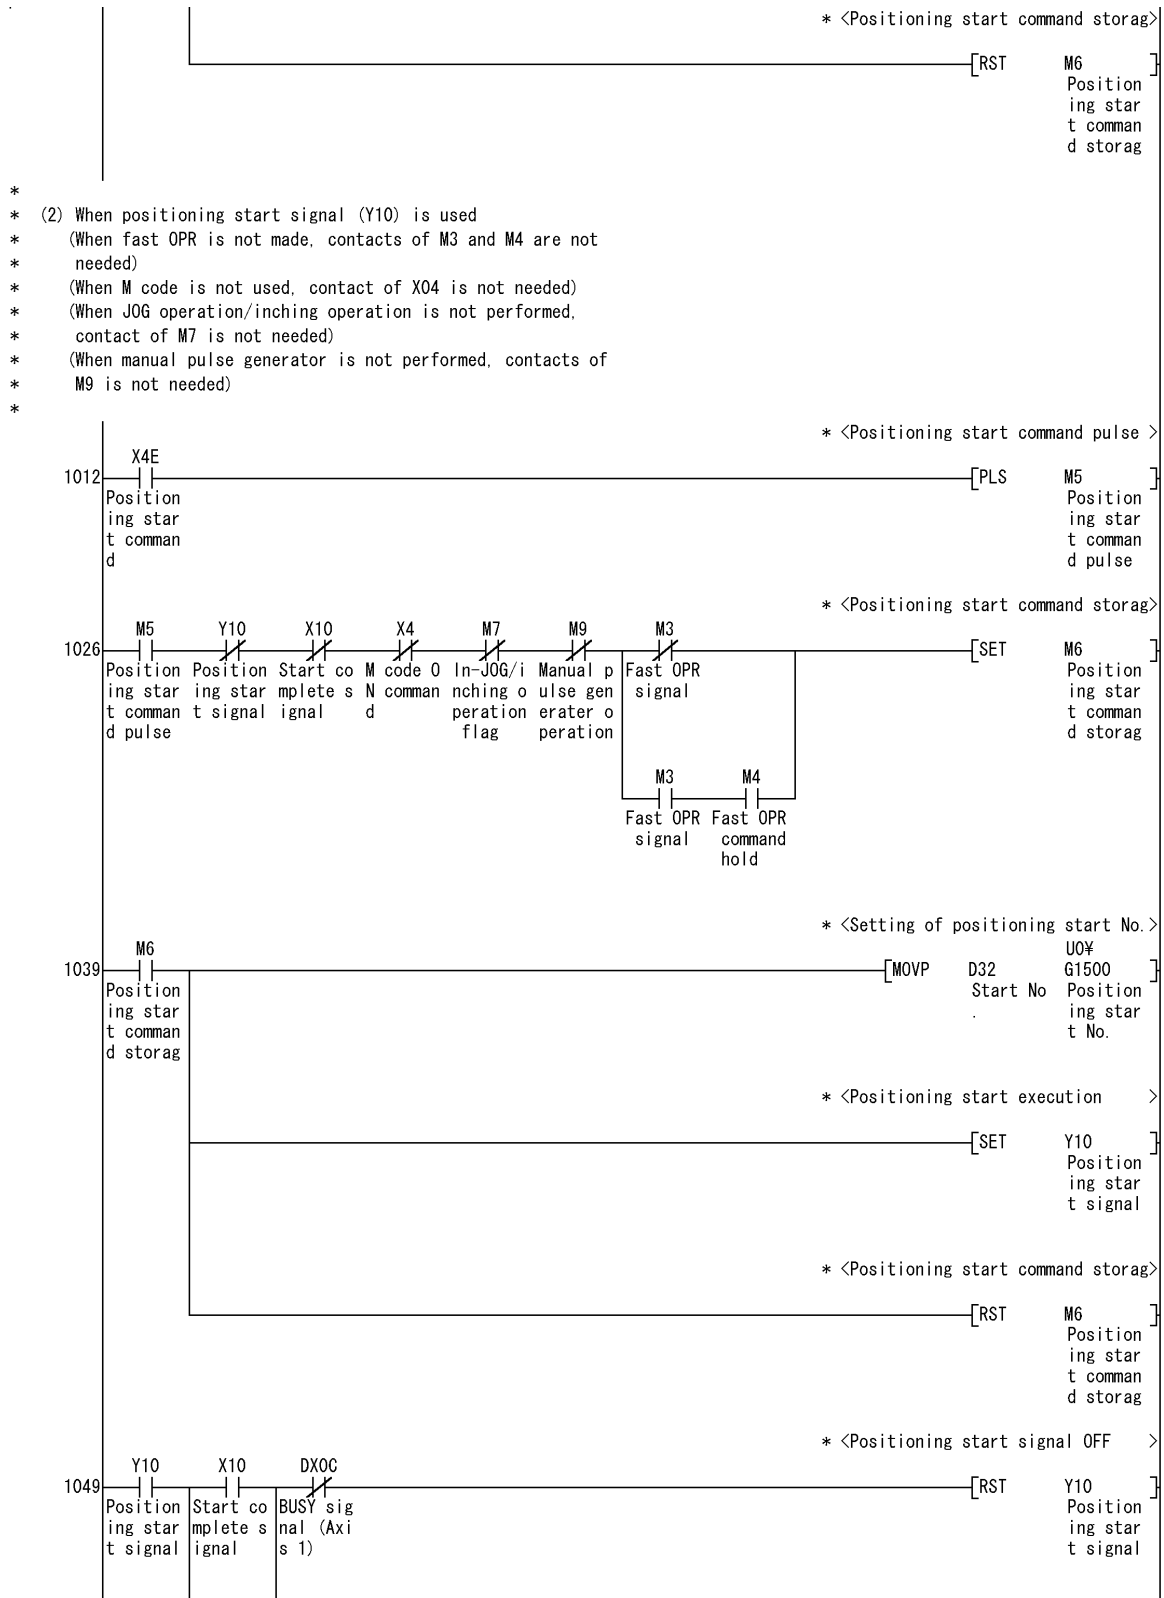 * <Positioning start command storag>
[RST M6 ]
Position
ing star
t comman
d storag
*
* (2) When positioning start signal (Y10) is used
* (When fast OPR is not made, contacts of M3 and M4 are not
* needed)
* (When M code is not used, contact of X04 is not needed)
* (When JOG operation/inching operation is not performed,
* contact of M7 is not needed)
* (When manual pulse generator is not performed, contacts of
* M9 is not needed)
*
* <Positioning start command pulse >
X4E
1012 [PLS M5 ]
Position Position
ing star ing star
t comman t comman
d d pulse
* <Positioning start command storag>
M5 Y10 X10 X4 M7 M9 M3
1026 [SET M6 ]
Position Position Start co M code O In-JOG/i Manual p Fast OPR Position
ing star ing star mplete s N comman nching o ulse gen signal ing star
t comman t signal ignal d peration erater o t comman
d pulse flag peration d storag
M3 M4
Fast OPR Fast OPR
signal command
hold
* <Setting of positioning start No.>
M6 U0¥
1039 [MOVP D32 G1500 ]
Position Start No Position
ing star . ing star
t comman t No.
d storag
* <Positioning start execution >
[SET Y10 ]
Position
ing star
t signal
* <Positioning start command storag>
[RST M6 ]
Position
ing star
t comman
d storag
* <Positioning start signal OFF >
Y10 X10 DX0C
1049 [RST Y10 ]
Position Start co BUSY sig Position
ing star mplete s nal (Axi ing star
t signal ignal s 1) t signal